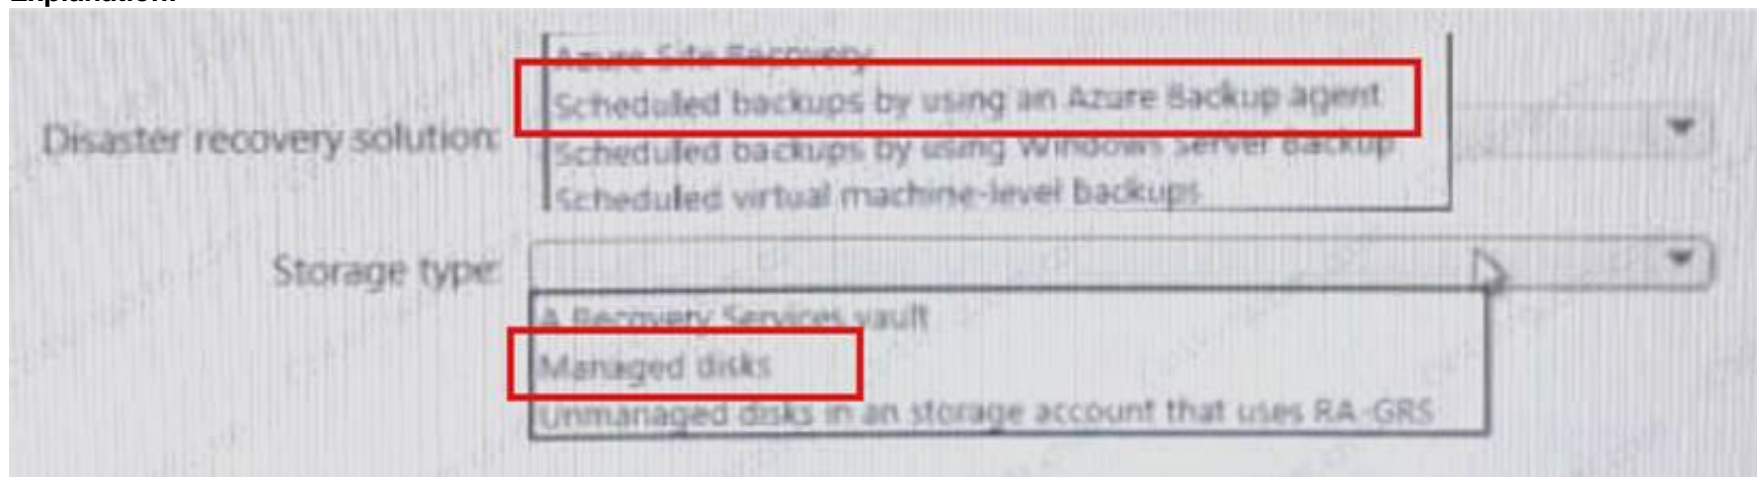 Explanation:
Azure Site Recovery
Scheduled backups by using an Azure Backup agent
Disaster recovery solution:
Scheduled backups by using Windows Server Backup
Scheduled virtual machine-level backups
Storage type:
A Recovery Services vault
Managed disks
Unmanaged disks in an storage account that uses RA-GRS